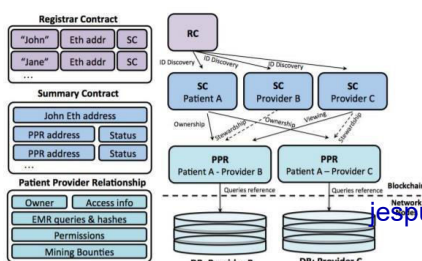 Registrar Contract
"John" Eth addr SC
"Jane" Eth addr SC
...
Summary Contract
John Eth address
PPR address Status
PPR address Status
...
Patient Provider Relationship
Owner Access info
EMR queries & hashes
Permissions
Mining Bounties
RC
ID Discovery
ID Discovery
ID Discovery
SC
Patient A
SC
Provider B
SC
Provider C
Ownership
Stewardship
Ownership
Viewing
Stewardship
PPR
Patient A - Provider B
PPR
Patient A – Provider C
Queries reference
Queries reference
Blockchain
Network
jespu